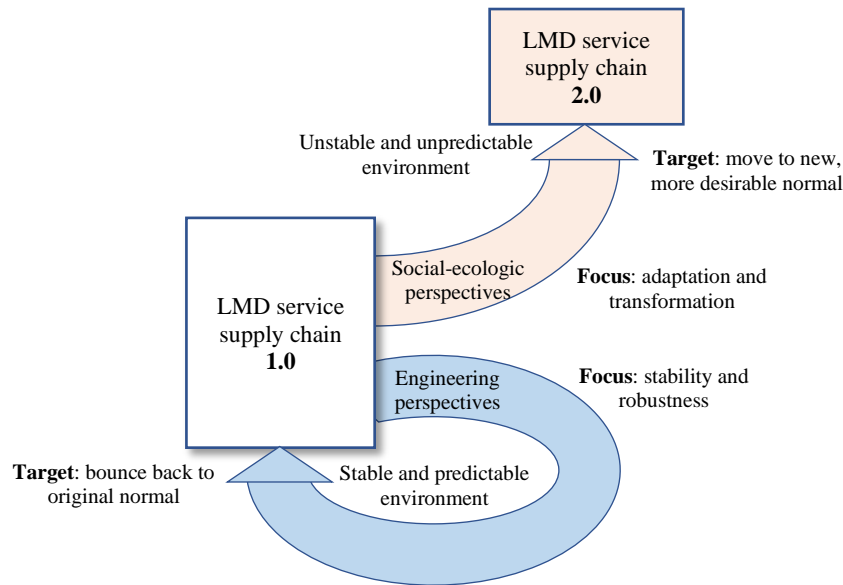 LMD service
supply chain
2.0
Unstable and unpredictable
environment
Target: move to new,
more desirable normal
Social-ecologic
perspectives
Focus: adaptation and
transformation
LMD service
supply chain
1.0
Engineering
perspectives
Focus: stability and
robustness
Target: bounce back to
original normal
Stable and predictable
environment